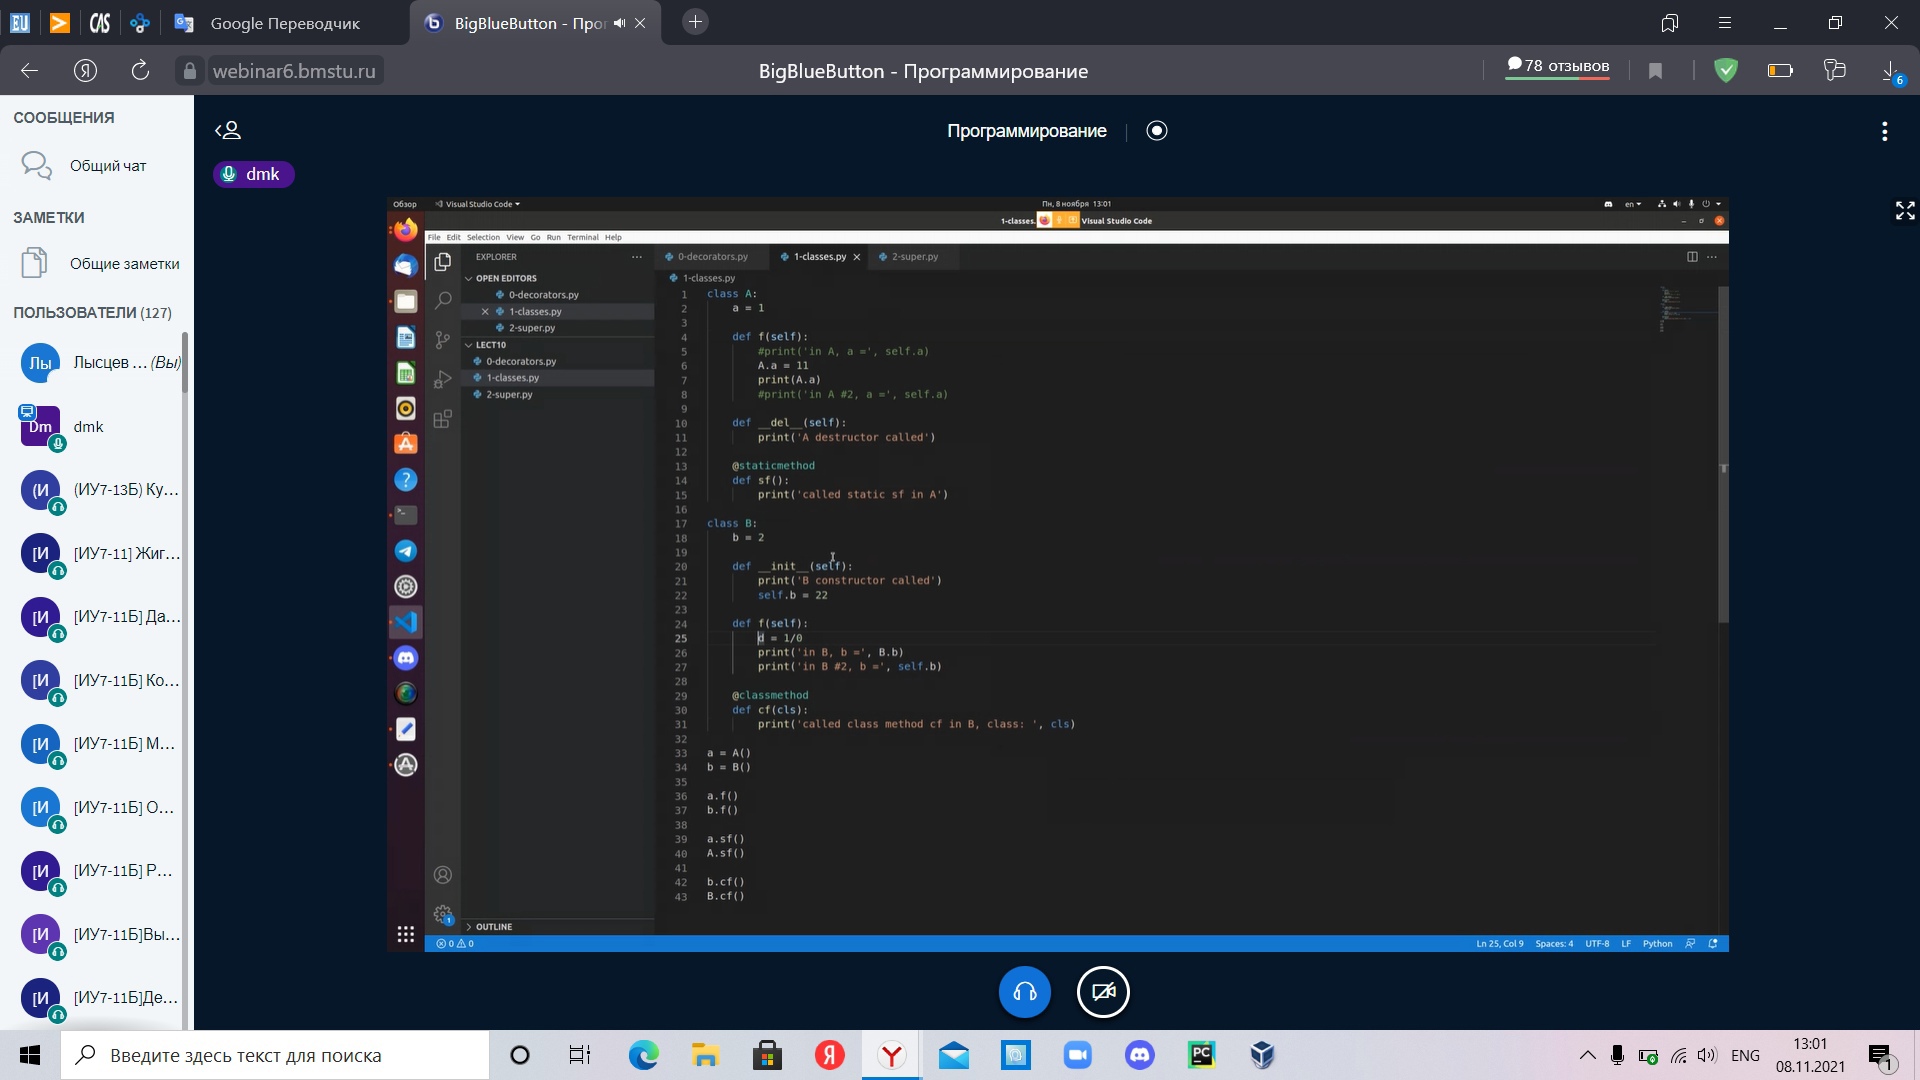 Google Переводчик
BigBlueButton - Про
webinar6.bmstu.ru
BigBlueButton - Программирование
78 отзывов
6
СООБЩЕНИЯ
Общий чат
ЗАМЕТКИ
Общие заметки
ПОЛЬЗОВАТЕЛИ (127)
Лы
Лысцев ... (Вы)
Dm
dmk
(И
(ИУ7-13Б) Ку...
[И
[ИУ7-11] Жиг...
[И
[ИУ7-11Б] Да...
[И
[ИУ7-11Б] Ко...
[И
[ИУ7-11Б] М...
[И
[ИУ7-11Б] О...
[И
[ИУ7-11Б] Р...
[И
[ИУ7-11Б]Вы...
[И
[ИУ7-11Б]Де...
Программирование
dmk
Обзор
Visual Studio Code
Пн, 8 ноября 13:01
en
1-classes.
Visual Studio Code
File Edit Selection View Go Run Terminal Help
EXPLORER
OPEN EDITORS
0-decorators.py
1-classes.py
2-super.py
LECT10
0-decorators.py
1-classes.py
2-super.py
OUTLINE
0-decorators.py
1-classes.py
2-super.py
1-classes.py
1 class A:
2 a = 1
3
4 def f(self):
5 #print('in A, a =', self.a)
6 A.a = 11
7 print(A.a)
8 #print('in A #2, a =', self.a)
9
10 def __del__(self):
11 print('A destructor called')
12
13 @staticmethod
14 def sf():
15 print('called static sf in A')
16
17 class B:
18 b = 2
19
20 def __init__(self):
21 print('B constructor called')
22 self.b = 22
23
24 def f(self):
25 d = 1/0
26 print('in B, b =', B.b)
27 print('in B #2, b =', self.b)
28
29 @classmethod
30 def cf(cls):
31 print('called class method cf in B, class: ', cls)
32
33 a = A()
34 b = B()
35
36 a.f()
37 b.f()
38
39 a.sf()
40 A.sf()
41
42 b.cf()
43 B.cf()
0 0
Ln 25, Col 9 Spaces: 4 UTF-8 LF Python
Введите здесь текст для поиска
ENG
13:01
08.11.2021
1